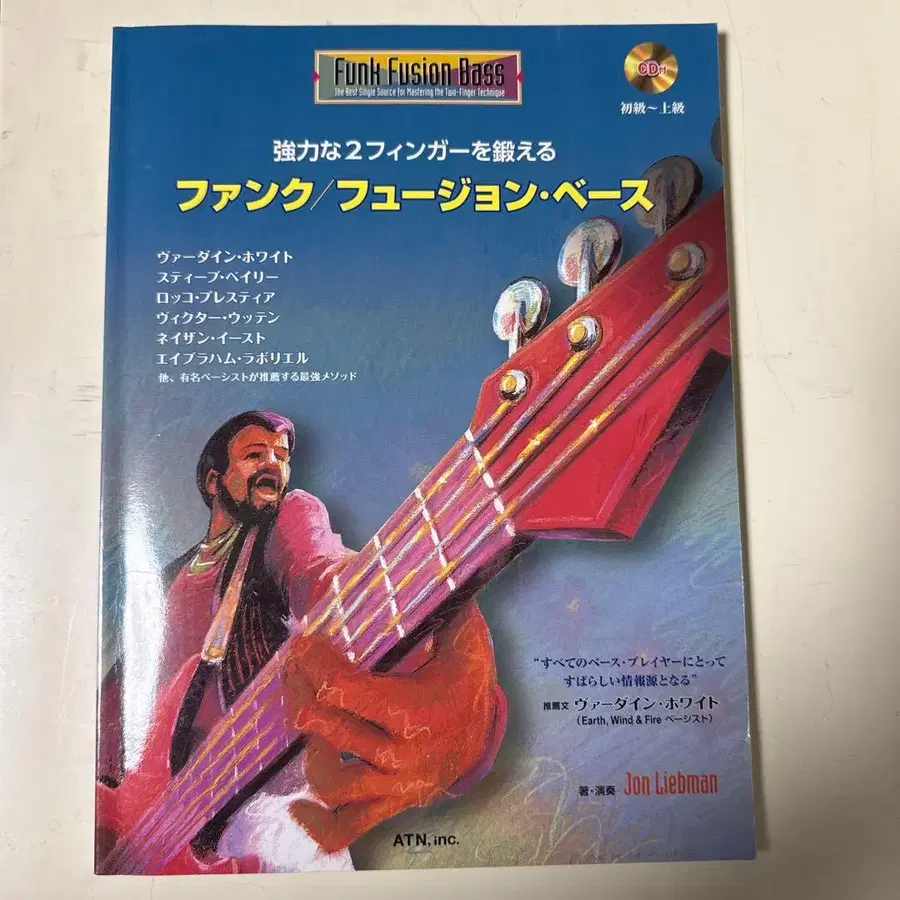 Funk Fusion Bass
The Best Single Source for Mastering the Two-Finger Technique
CD付
初級〜上級
強力な2フィンガーを鍛える
ファンク/フュージョン・ベース
ヴァーダイン・ホワイト
スティーブ・ベイリー
ロッコ・プレスティア
ヴィクター・ウッテン
ネイザン・イースト
エイブラハム・ラボリエル
他、有名ベーシストが推薦する最強メソッド
“すべてのベース・プレイヤーにとって
すばらしい情報源となる”
推薦文 ヴァーダイン・ホワイト
(Earth, Wind & Fire ベーシスト)
著・演奏 Jon Liebman
ATN, inc.